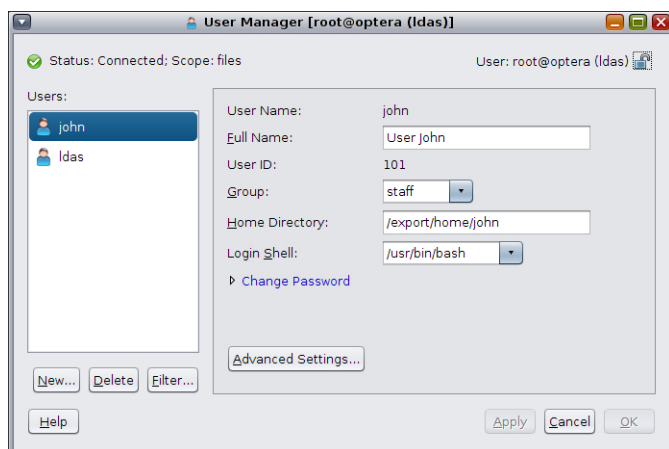 User Manager [root@optera (ldas)]
Status: Connected; Scope: files
User: root@optera (ldas)
Users:
john
ldas
User Name: john
Full Name: User John
User ID: 101
Group: staff
Home Directory: /export/home/john
Login Shell: /usr/bin/bash
Change Password
Advanced Settings...
New... Delete Filter...
Help Apply Cancel OK